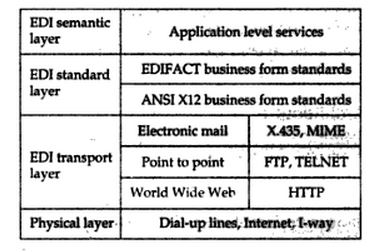 EDI semantic
layer
Application level services
EDI standard
layer
EDIFACT business form standards
ANSI X12 business form standards
EDI transport
layer
Electronic mail
X.435, MIME
Point to point
FTP, TELNET
World Wide Web
HTTP
Physical layer
Dial-up lines, Internet, I-way